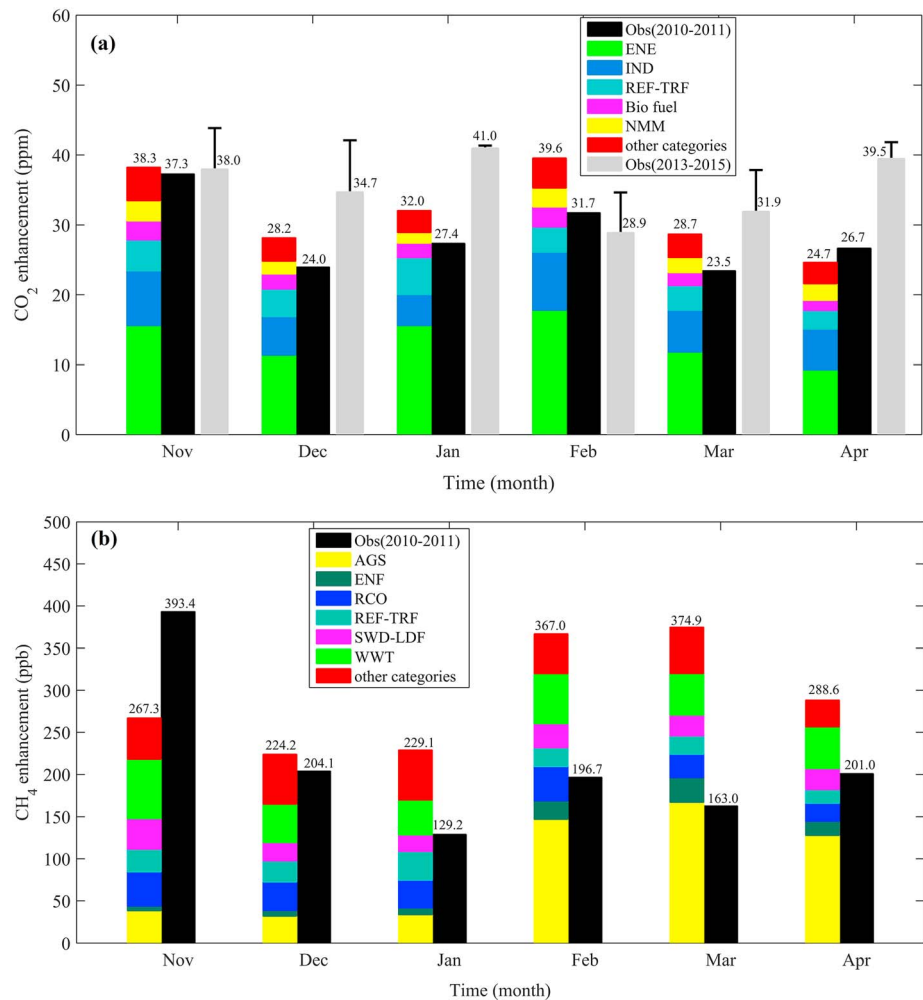 (a)
60
50
40
30
20
10
0
CO2 enhancement (ppm)
Obs(2010-2011)
ENE
IND
REF-TRF
Bio fuel
NMM
other categories
Obs(2013-2015)
38.3 37.3 38.0
28.2 24.0 34.7
32.0 27.4 41.0
39.6 31.7 28.9
28.7 23.5 31.9
24.7 26.7 39.5
Nov Dec Jan Feb Mar Apr
Time (month)
(b)
500
450
400
350
300
250
200
150
100
50
0
CH4 enhancement (ppb)
Obs(2010-2011)
AGS
ENF
RCO
REF-TRF
SWD-LDF
WWT
other categories
267.3 393.4
224.2 204.1
229.1 129.2
367.0 196.7
374.9 163.0
288.6 201.0
Nov Dec Jan Feb Mar Apr
Time (month)